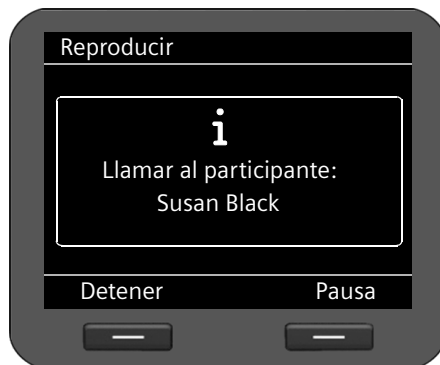 Reproducir
i
Llamar al participante:
Susan Black
Detener Pausa